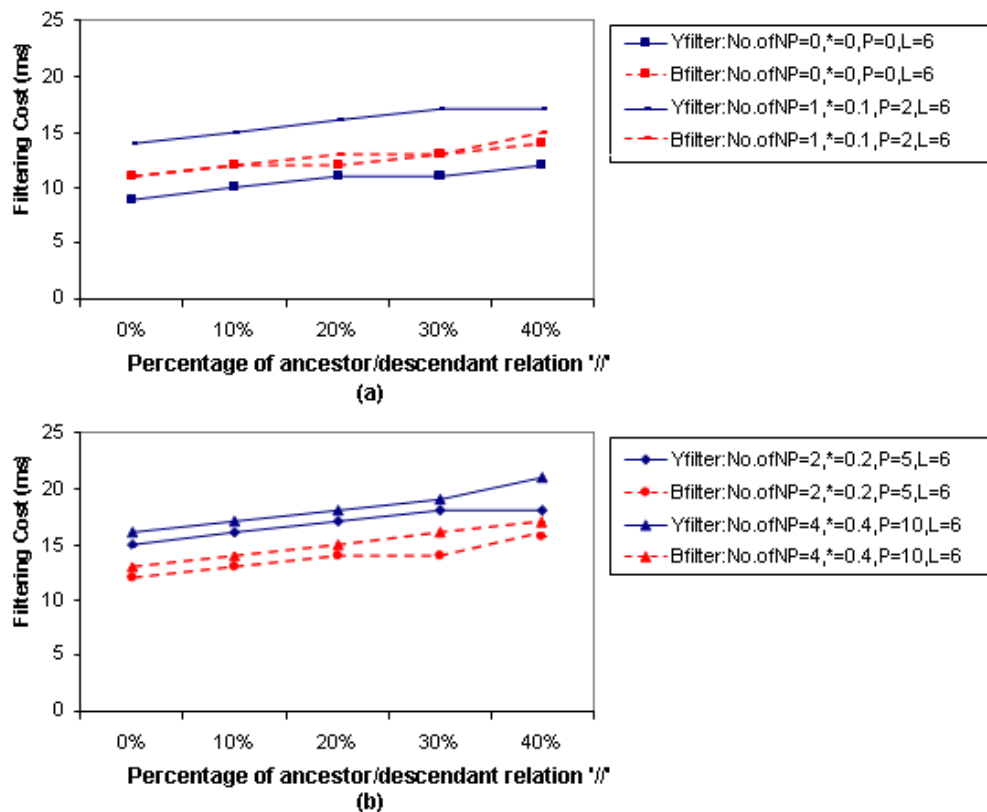 25
20
15
10
5
0
Filtering Cost (ms)
0% 10% 20% 30% 40%
Percentage of ancestor/descendant relation '//'
(a)
Yfilter:No.ofNP=0,*=0,P=0,L=6
Bfilter:No.ofNP=0,*=0,P=0,L=6
Yfilter:No.ofNP=1,*=0.1,P=2,L=6
Bfilter:No.ofNP=1,*=0.1,P=2,L=6
25
20
15
10
5
0
Filtering Cost (ms)
0% 10% 20% 30% 40%
Percentage of ancestor/descendant relation '//'
(b)
Yfilter:No.ofNP=2,*=0.2,P=5,L=6
Bfilter:No.ofNP=2,*=0.2,P=5,L=6
Yfilter:No.ofNP=4,*=0.4,P=10,L=6
Bfilter:No.ofNP=4,*=0.4,P=10,L=6